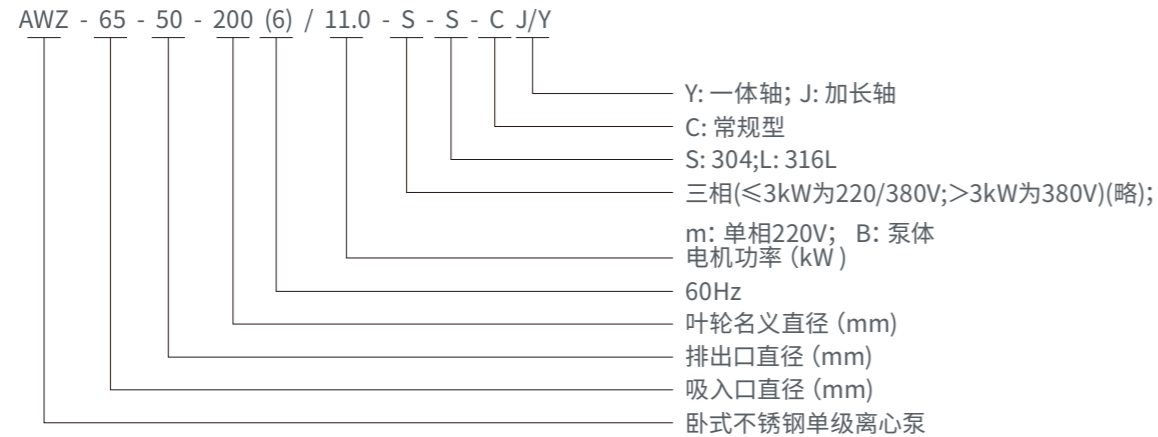 AWZ - 65 - 50 - 200 (6) / 11.0 - S - S - C J/Y
Y: 一体轴; J: 加长轴
C: 常规型
S: 304;L: 316L
三相(≤3kW为220/380V;＞3kW为380V)(略);
m: 单相220V; B: 泵体
电机功率 (kW )
60Hz
叶轮名义直径 (mm)
排出口直径 (mm)
吸入口直径 (mm)
卧式不锈钢单级离心泵